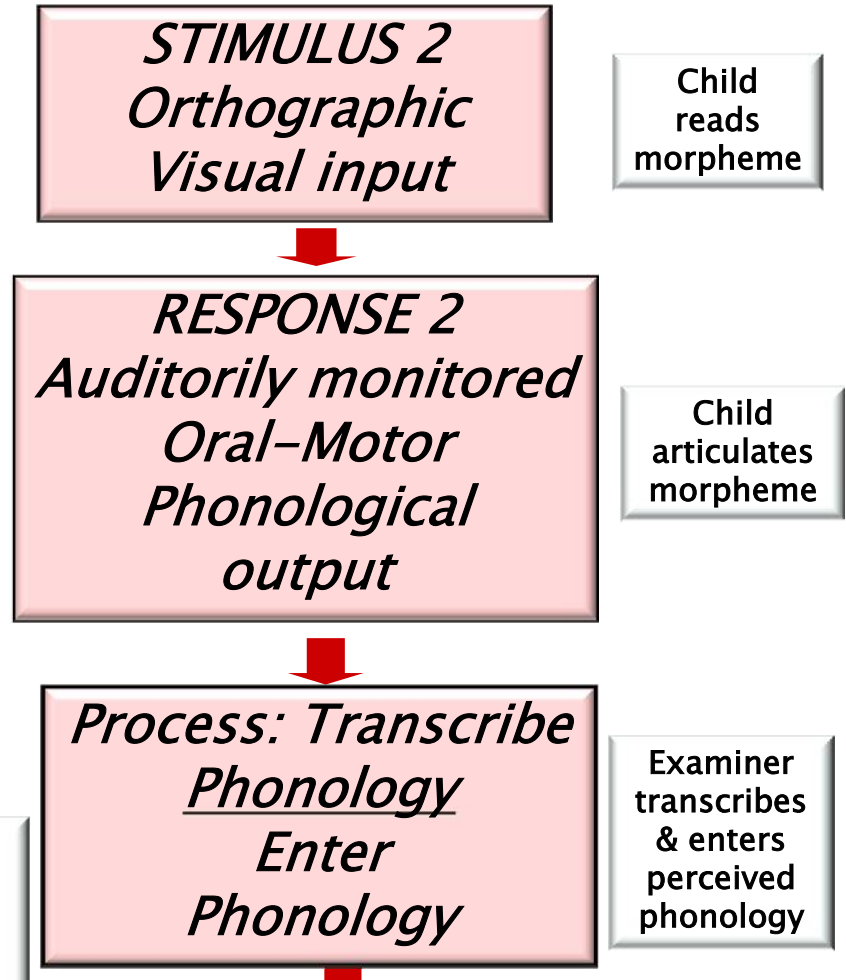 STIMULUS 2
Orthographic
Visual input
Child
reads
morpheme
RESPONSE 2
Auditorily monitored
Oral-Motor
Phonological
output
Child
articulates
morpheme
Process: Transcribe
Phonology
Enter
Phonology
Examiner
transcribes
& enters
perceived
phonology